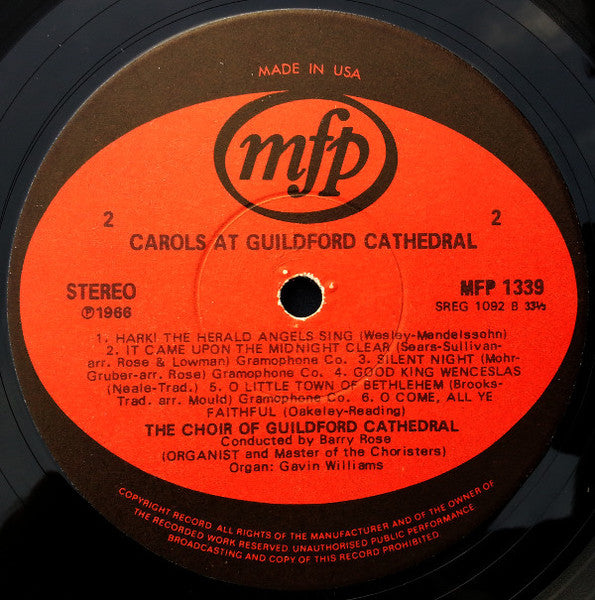 MADE IN USA
mfp
2 2
CAROLS AT GUILDFORD CATHEDRAL
STEREO MFP 1339
℗1966 SREG 1092 B 33⅓
1. HARK! THE HERALD ANGELS SING (Wesley-Mendelssohn)
2. IT CAME UPON THE MIDNIGHT CLEAR (Sears-Sullivan-
arr. Rose & Lowman) Gramophone Co. 3. SILENT NIGHT (Mohr-
Gruber-arr. Rose) Gramophone Co. 4. GOOD KING WENCESLAS
(Neale-Trad.) 5. O LITTLE TOWN OF BETHLEHEM (Brooks-
Trad. arr. Mould) Gramophone Co. 6. O COME, ALL YE
FAITHFUL (Oakeley-Reading)
THE CHOIR OF GUILDFORD CATHEDRAL
Conducted by Barry Rose
(ORGANIST and Master of the Choristers)
Organ: Gavin Williams
COPYRIGHT RECORD ALL RIGHTS OF THE MANUFACTURER AND OF THE OWNER OF
THE RECORDED WORK RESERVED. UNAUTHORISED PUBLIC PERFORMANCE
BROADCASTING AND COPY OF THIS RECORD PROHIBITED.